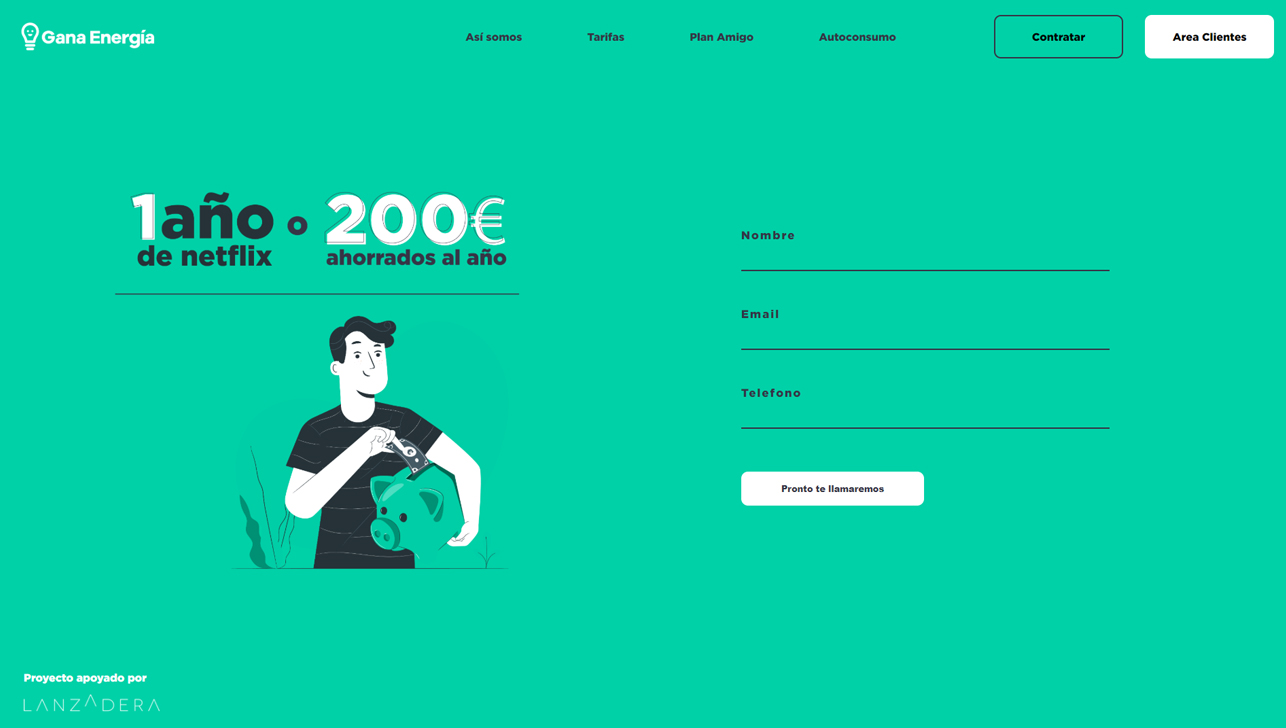 Gana Energía
Así somos
Tarifas
Plan Amigo
Autoconsumo
Contratar
Area Clientes
1año o 200€
de netflix
ahorrados al año
Nombre
Email
Telefono
Pronto te llamaremos
Proyecto apoyado por
LANZADERA